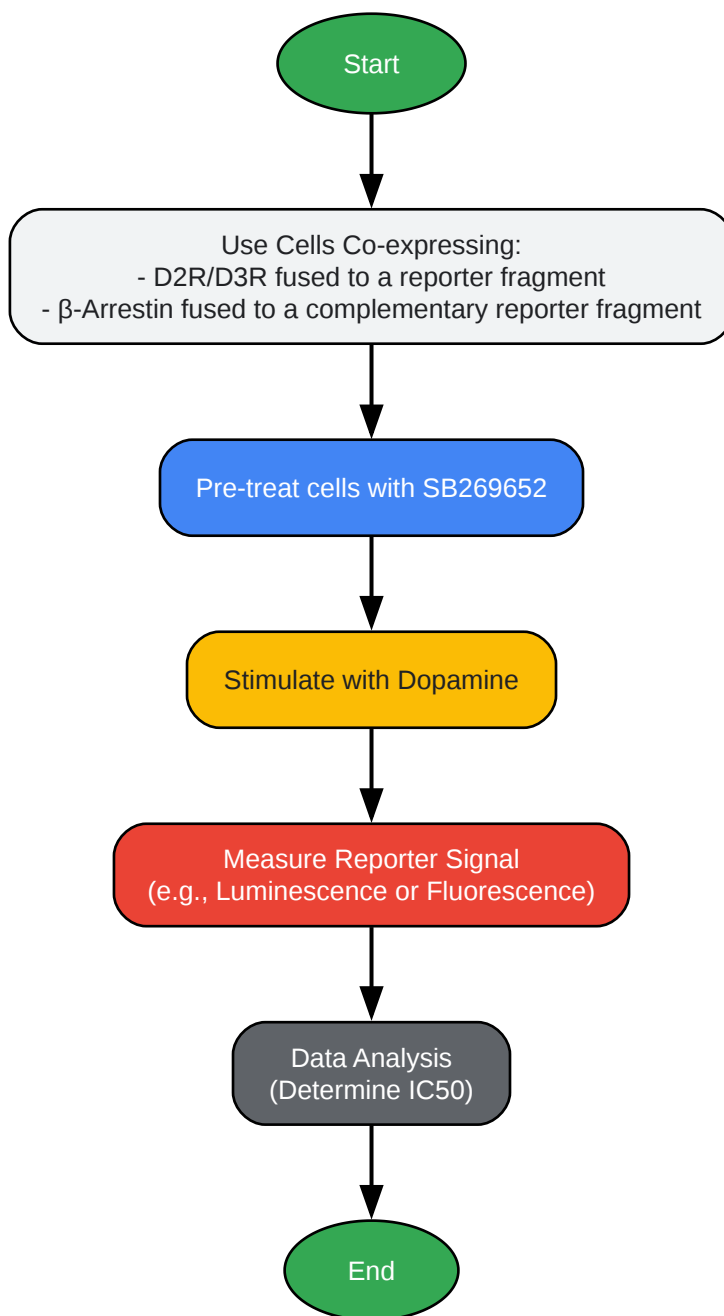 Start
Use Cells Co-expressing:
- D2R/D3R fused to a reporter fragment
- β-Arrestin fused to a complementary reporter fragment
Pre-treat cells with SB269652
Stimulate with Dopamine
Measure Reporter Signal
(e.g., Luminescence or Fluorescence)
Data Analysis
(Determine IC50)
End